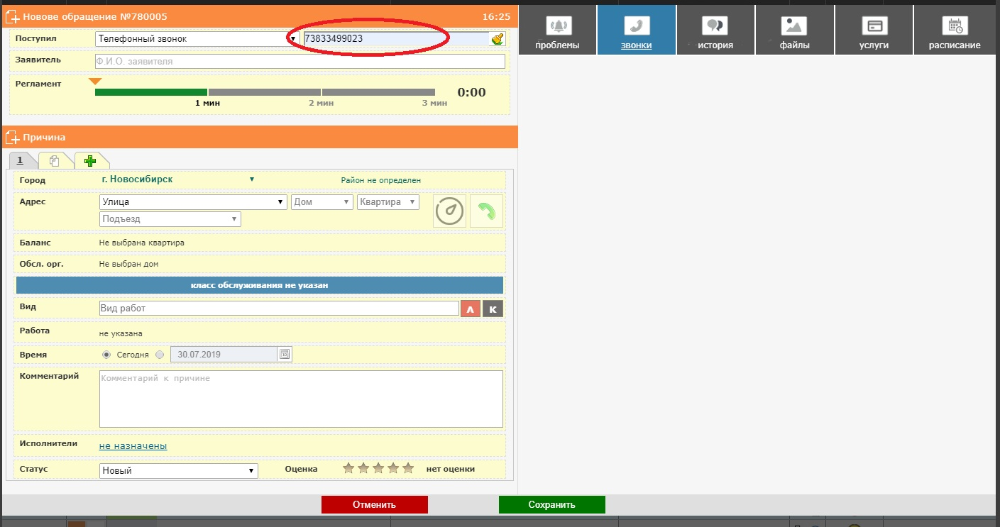 Новове обращение №780005 16:25
Поступил Телефонный звонок 73833499023
Заявитель Ф.И.О. заявителя
Регламент 0:00
1 мин 2 мин 3 мин
проблемы звонки история файлы услуги расписание
Причина
1
Город г. Новосибирск Район не определен
Адрес Улица Дом Квартира
Подъезд
Баланс Не выбрана квартира
Обсл. орг. Не выбран дом
класс обслуживания не указан
Вид Вид работ А К
Работа не указана
Время Сегодня 30.07.2019
Комментарий Комментарий к причине
Исполнители не назначены
Статус Новый Оценка нет оценки
Отменить Сохранить